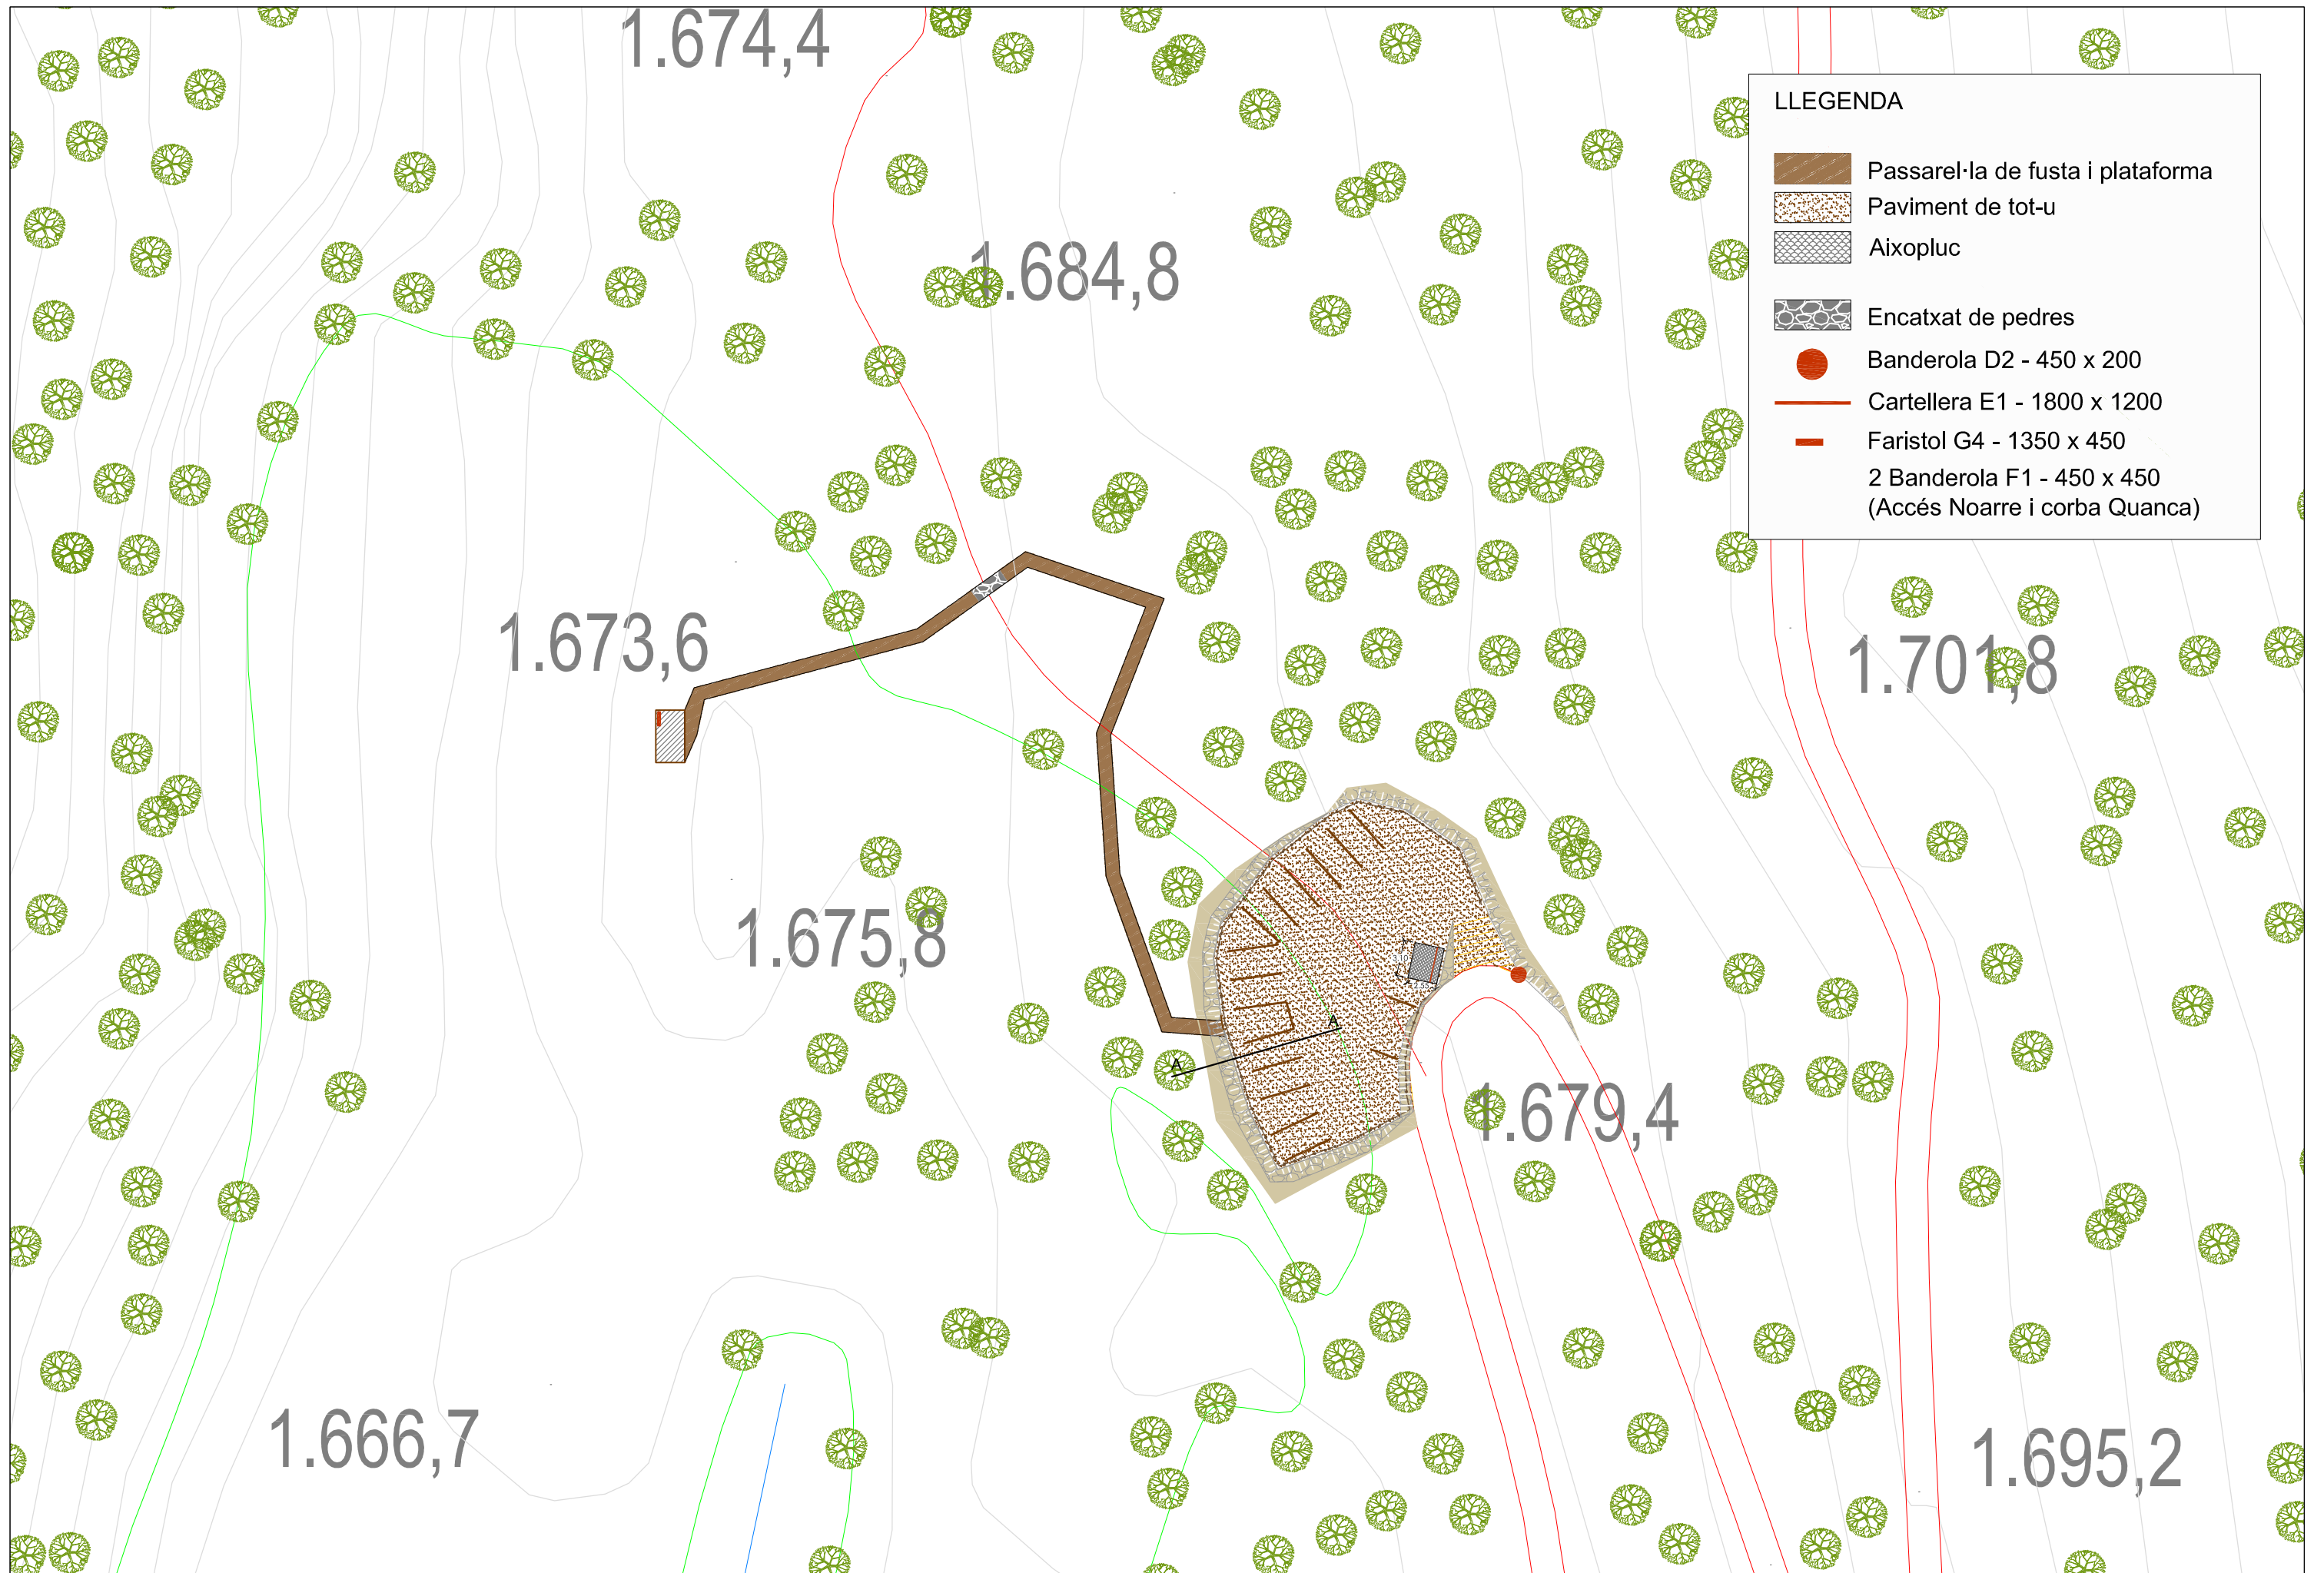 1.674,4
LLEGENDA
Passarel·la de fusta i plataforma
Paviment de tot-u
1.684,8
Aixopluc
Encatxat de pedres
Banderola D2 - 450 x 200
Cartellera E1 - 1800 x 1200
Faristol G4 - 1350 x 450
2 Banderola F1 - 450 x 450
(Accés Noarre i corba Quanca)
1.673,6
1.701,8
1.675,8
3.10
A
A
1.679,4
1.666,7
1.695,2